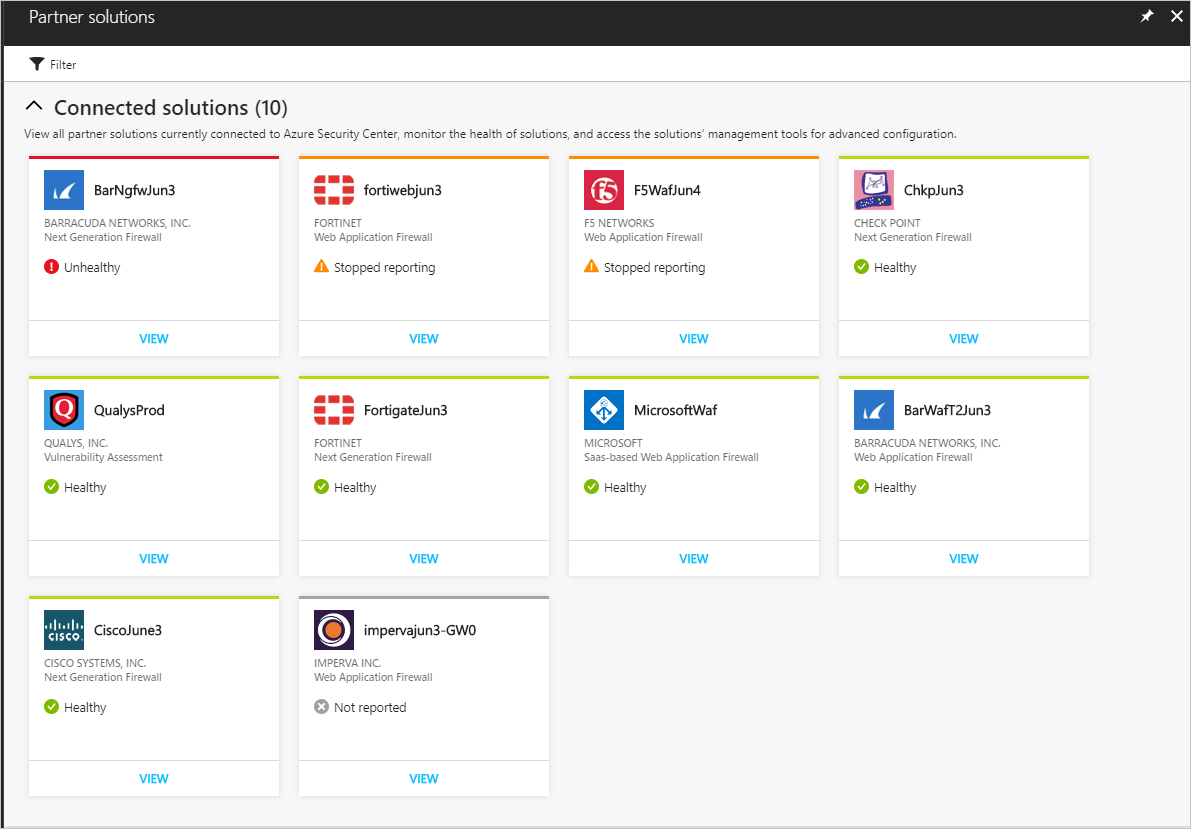 Partner solutions
Filter
Connected solutions (10)
View all partner solutions currently connected to Azure Security Center, monitor the health of solutions, and access the solutions' management tools for advanced configuration.
BarNgfwJun3
BARRACUDA NETWORKS, INC.
Next Generation Firewall
Unhealthy
VIEW
fortiwebjun3
FORTINET
Web Application Firewall
Stopped reporting
VIEW
f5
F5WafJun4
F5 NETWORKS
Web Application Firewall
Stopped reporting
VIEW
ChkpJun3
CHECK POINT
Next Generation Firewall
Healthy
VIEW
Q
QualysProd
QUALYS, INC.
Vulnerability Assessment
Healthy
VIEW
FortigateJun3
FORTINET
Next Generation Firewall
Healthy
VIEW
MicrosoftWaf
MICROSOFT
Saas-based Web Application Firewall
Healthy
VIEW
BarWafT2Jun3
BARRACUDA NETWORKS, INC.
Web Application Firewall
Healthy
VIEW
CISCO
CiscoJune3
CISCO SYSTEMS, INC.
Next Generation Firewall
Healthy
VIEW
impervajun3-GW0
IMPERVA INC.
Web Application Firewall
Not reported
VIEW